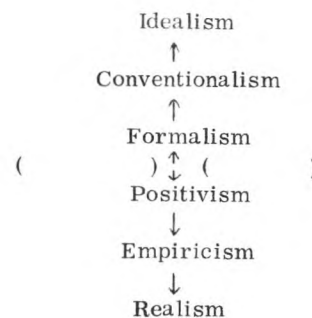 Idealism
↑
Conventionalism
↑
Formalism
( ) ↕ ( )
Positivism
↓
Empiricism
↓
Realism